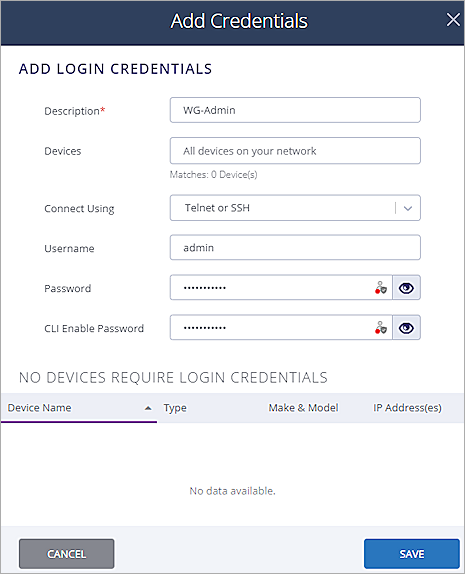 Add Credentials
ADD LOGIN CREDENTIALS
Description* WG-Admin
Devices All devices on your network
Matches: 0 Device(s)
Connect Using Telnet or SSH
Username admin
Password •••••••••••
CLI Enable Password •••••••••••
NO DEVICES REQUIRE LOGIN CREDENTIALS
Device Name Type Make & Model IP Address(es)
No data available.
CANCEL SAVE